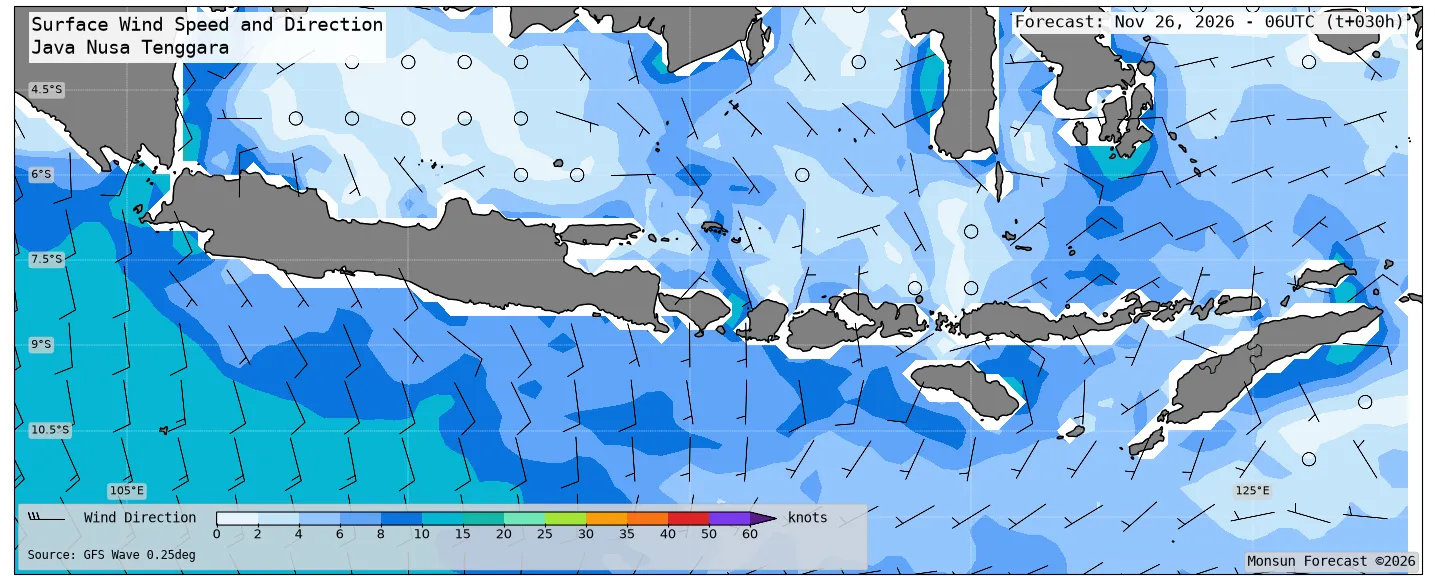 Surface Wind Speed and Direction
Java Nusa Tenggara
Forecast: Nov 26, 2026 - 06UTC (t+030h)
4.5°S
6°S
7.5°S
9°S
10.5°S
105°E
125°E
Wind Direction
0 2 4 6 8 10 15 20 25 30 35 40 50 60
knots
Source: GFS Wave 0.25deg
Monsun Forecast ©2026